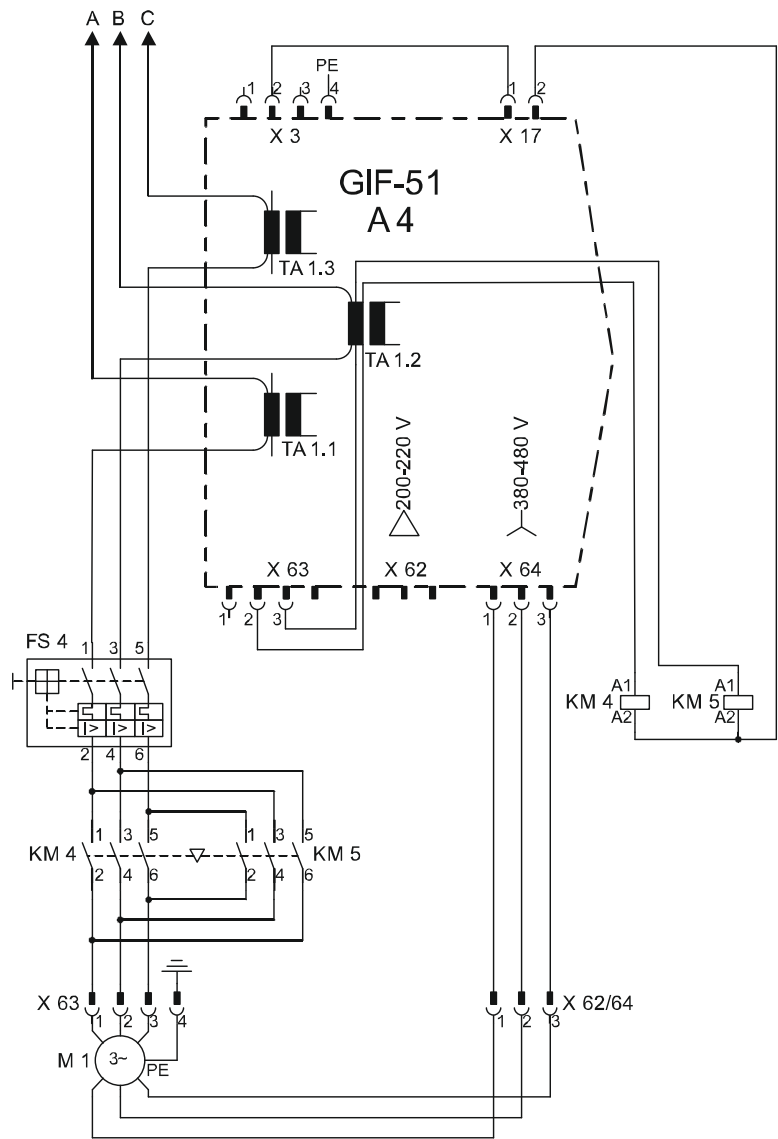 A B C
PE
1 2 3 4 1 2
X 3 X 17
GIF-51
A 4
TA 1.3
TA 1.2
TA 1.1
200-220 V
380-480 V
X 63 X 62 X 64
1 2 3 1 2 3
FS 4 1 3 5
I> I> I>
2 4 6
A1 A1
KM 4 KM 5
A2 A2
1 3 5 1 3 5
KM 4 KM 5
2 4 6 2 4 6
X 63 X 62/64
1 2 3 4 1 2 3
M 1 3~ PE